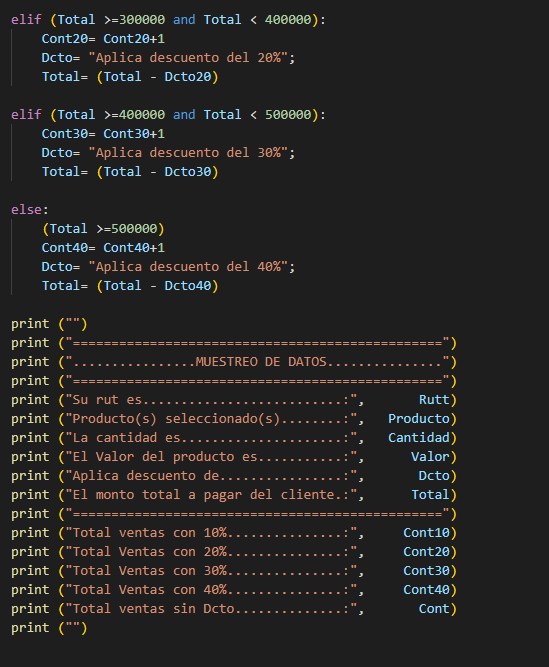 elif (Total >=300000 and Total < 400000):
    Cont20= Cont20+1
    Dcto= "Aplica descuento del 20%";
    Total= (Total - Dcto20)

elif (Total >=400000 and Total < 500000):
    Cont30= Cont30+1
    Dcto= "Aplica descuento del 30%";
    Total= (Total - Dcto30)

else:
    (Total >=500000)
    Cont40= Cont40+1
    Dcto= "Aplica descuento del 40%";
    Total= (Total - Dcto40)

print ("")
print ("================================================")
print ("................MUESTREO DE DATOS...............")
print ("================================================")
print ("Su rut es..........................:",       Rutt)
print ("Producto(s) seleccionado(s)........:",   Producto)
print ("La cantidad es.....................:",   Cantidad)
print ("El Valor del producto es...........:",      Valor)
print ("Aplica descuento de................:",       Dcto)
print ("El monto total a pagar del cliente.:",      Total)
print ("================================================")
print ("Total ventas con 10%...............:",     Cont10)
print ("Total ventas con 20%...............:",     Cont20)
print ("Total Ventas con 30%...............:",     Cont30)
print ("Total Ventas con 40%...............:",     Cont40)
print ("Total ventas sin Dcto..............:",       Cont)
print ("")